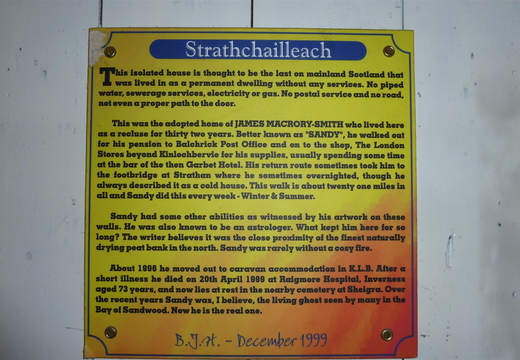 Strathchailleach
This isolated house is thought to be the last on mainland Scotland that
was lived in as a permanent dwelling without any services. No piped
water, sewerage services, electricity or gas. No postal service and no road,
not even a proper path to the door.
This was the adopted home of JAMES MACRORY-SMITH who lived here
as a recluse for thirty two years. Better known as "SANDY", he walked out
for his pension to Balchrick Post Office and on to the shop, The London
Stores beyond Kinlochbervie for his supplies, usually spending some time
at the bar of the then Garbet Hotel. His return route sometimes took him to
the footbridge at Strathan where he sometimes overnighted, though he
always described it as a cold house. This walk is about twenty one miles in
all and Sandy did this every week - Winter & Summer.
Sandy had some other abilities as witnessed by his artwork on these
walls. He was also known to be an astrologer. What kept him here for so
long? The writer believes it was the close proximity of the finest naturally
drying peat bank in the north. Sandy was rarely without a cosy fire.
About 1996 he moved out to caravan accommodation in K.L.B. After a
short illness he died on 20th April 1999 at Raigmore Hospital, Inverness
aged 73 years, and now lies at rest in the nearby cemetery at Sheigra. Over
the recent years Sandy was, I believe, the living ghost seen by many in the
Bay of Sandwood. Now he is the real one.
B.J.H. - December 1999